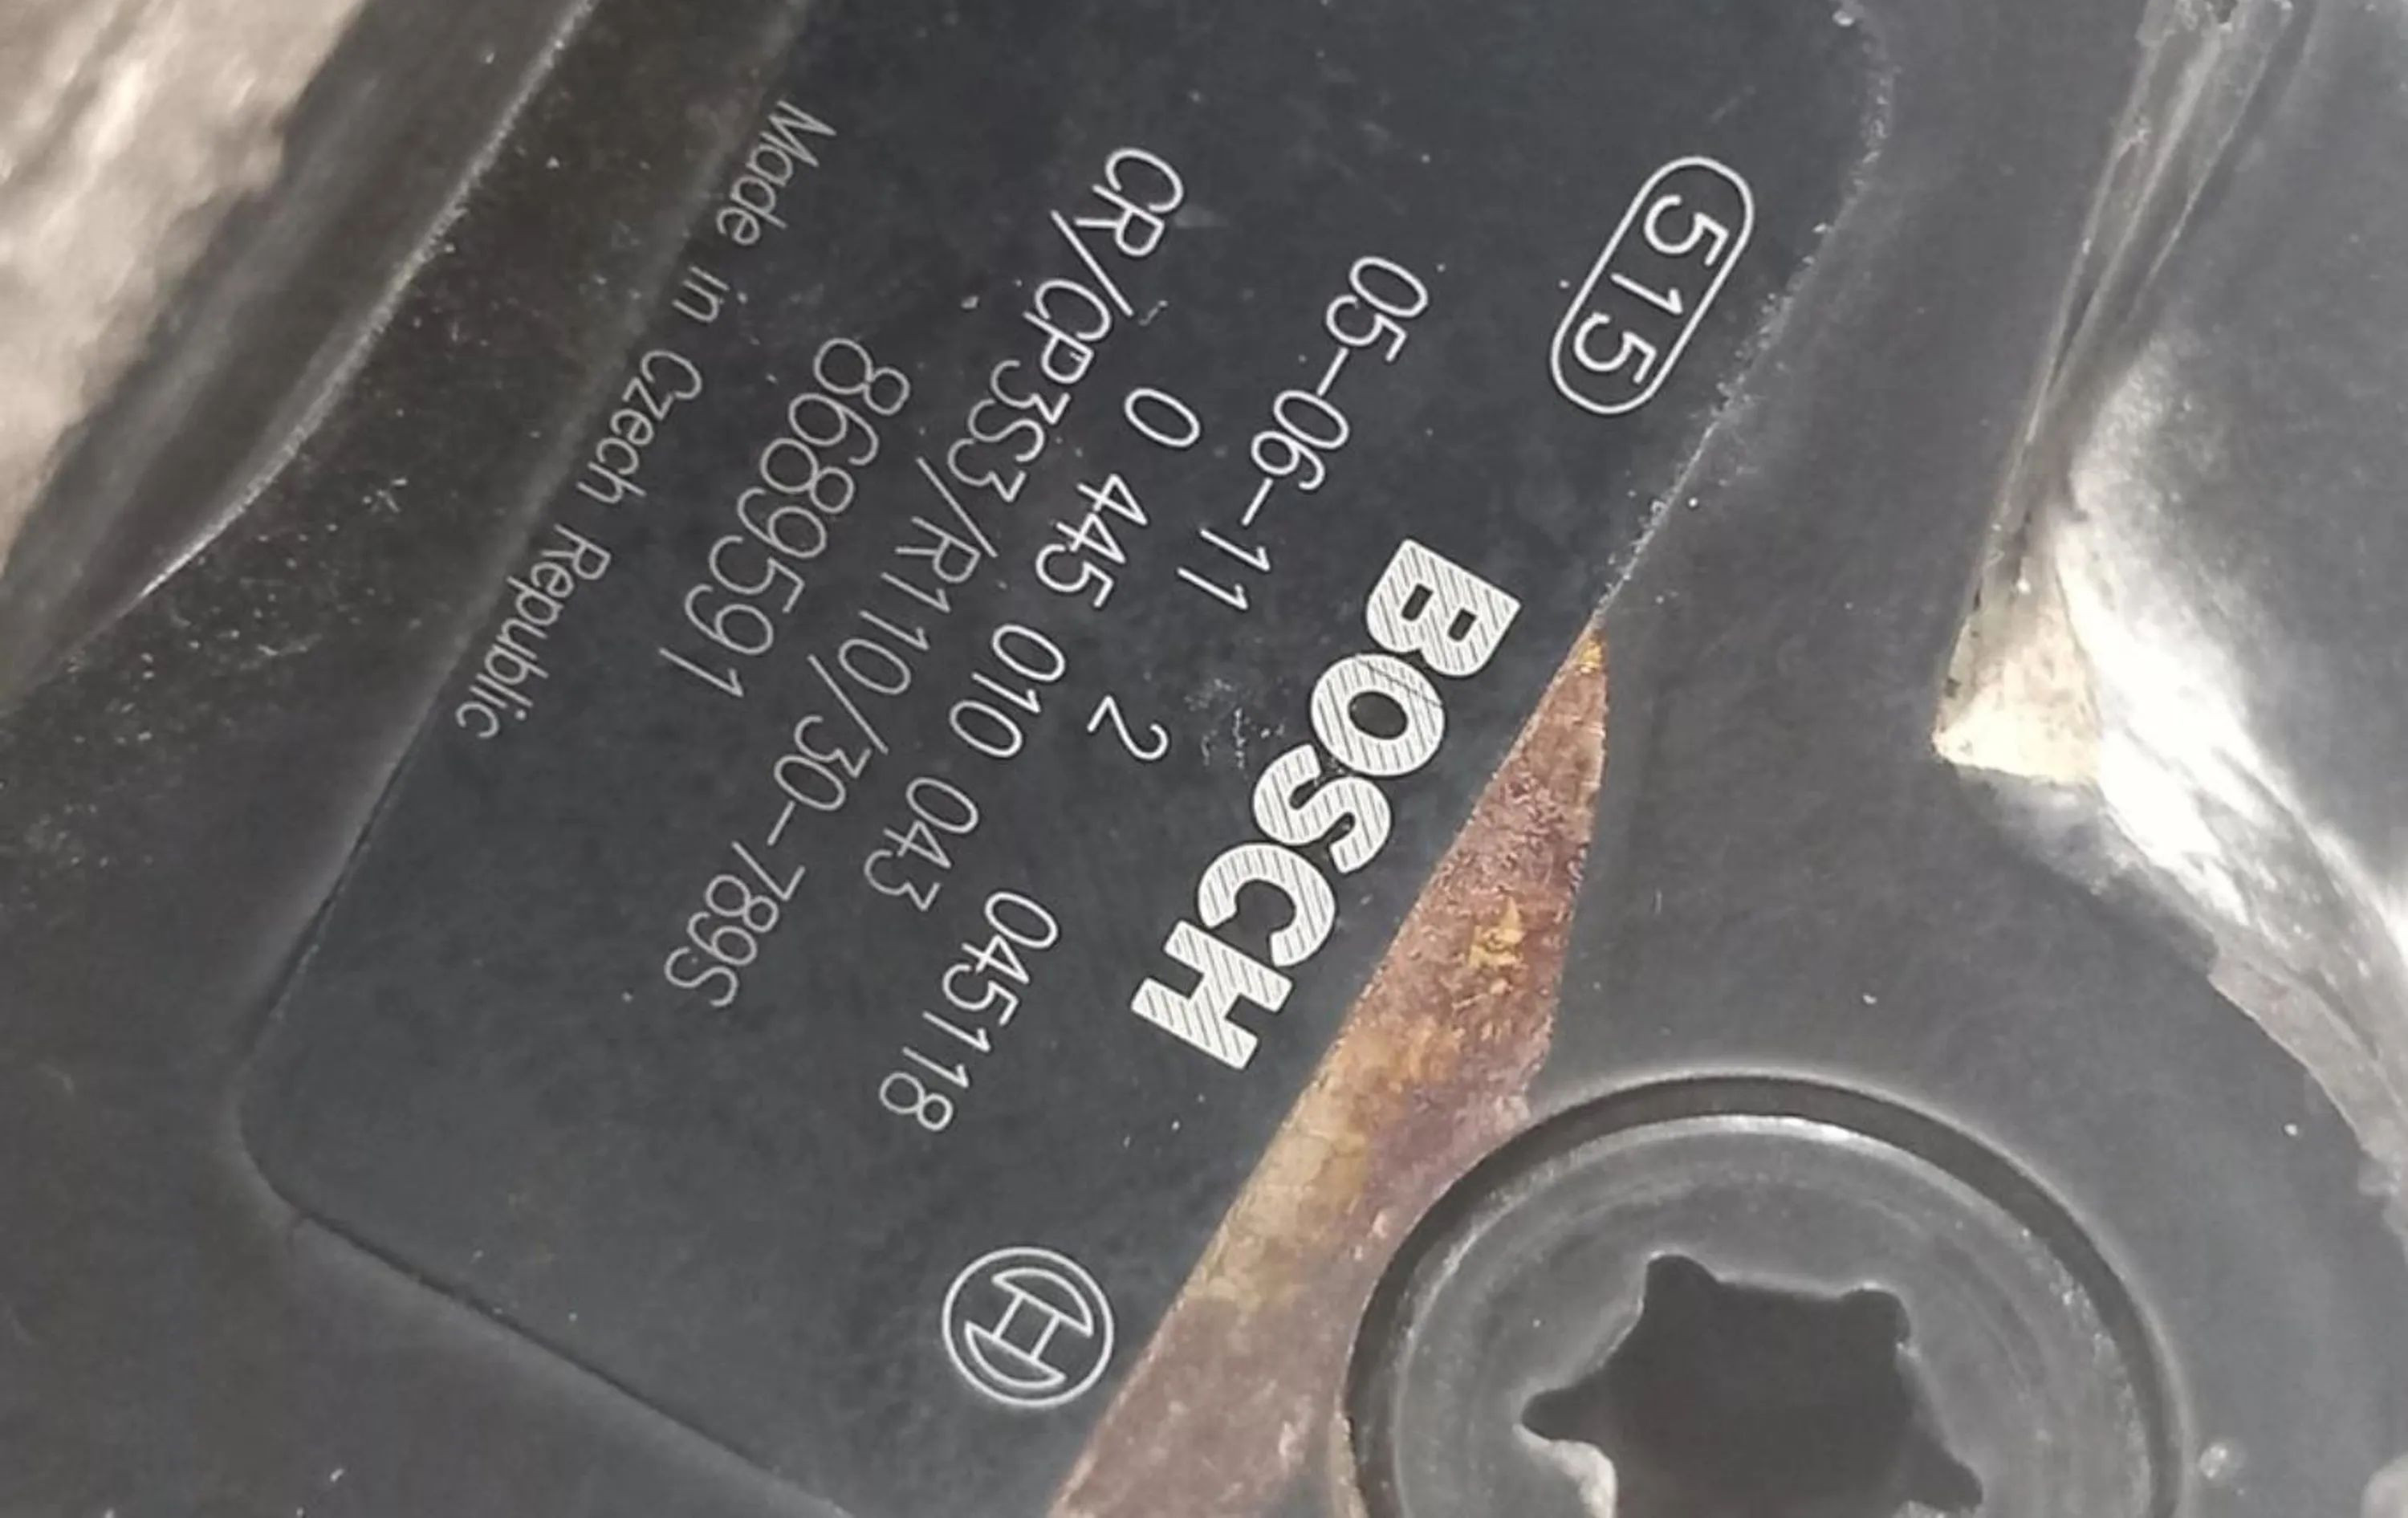 515
BOSCH
05-06-11 2 045118
0 445 010 043
CR/CP3S3/R110/30-789S
8689591
Made in Czech Republic